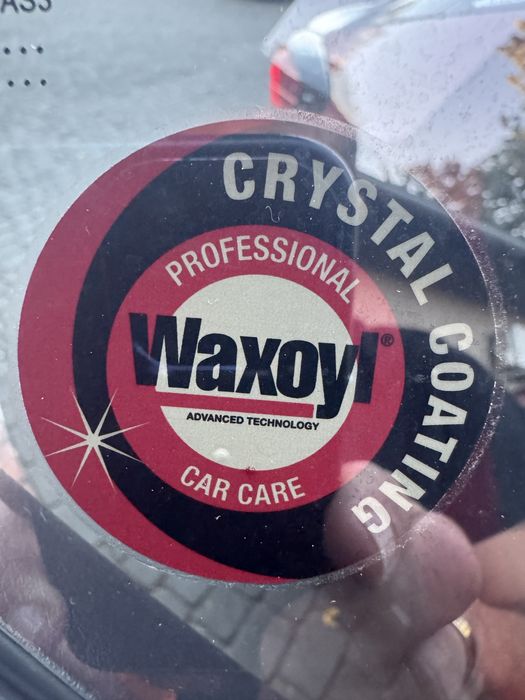 CRYSTAL COATING
PROFESSIONAL
Waxoyl®
ADVANCED TECHNOLOGY
CAR CARE